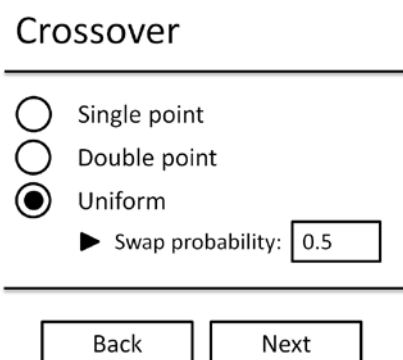 Crossover
Single point
Double point
Uniform
Swap probability: 0.5
Back Next